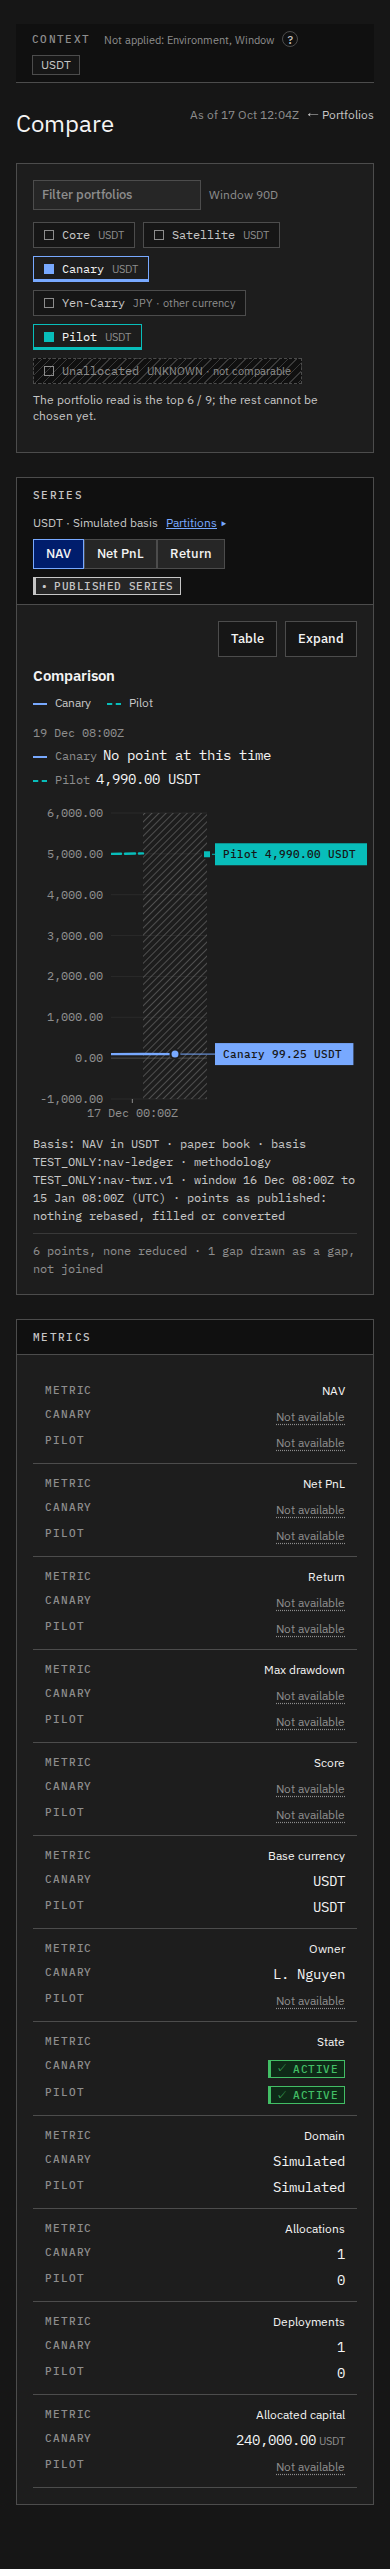 CONTEXT Not applied: Environment, Window ?
USDT
Compare As of 17 Oct 12:04Z ← Portfolios
Filter portfolios Window 90D
Core USDT Satellite USDT
Canary USDT
Yen-Carry JPY · other currency
Pilot USDT
Unallocated UNKNOWN · not comparable
The portfolio read is the top 6 / 9; the rest cannot be
chosen yet.
SERIES
USDT · Simulated basis Partitions ▸
NAV Net PnL Return
• PUBLISHED SERIES
Table Expand
Comparison
Canary Pilot
19 Dec 08:00Z
Canary No point at this time
Pilot 4,990.00 USDT
6,000.00
5,000.00 Pilot 4,990.00 USDT
4,000.00
3,000.00
2,000.00
1,000.00
0.00 Canary 99.25 USDT
-1,000.00
17 Dec 00:00Z
Basis: NAV in USDT · paper book · basis
TEST_ONLY:nav-ledger · methodology
TEST_ONLY:nav-twr.v1 · window 16 Dec 08:00Z to
15 Jan 08:00Z (UTC) · points as published:
nothing rebased, filled or converted
6 points, none reduced · 1 gap drawn as a gap,
not joined
METRICS
METRIC NAV
CANARY Not available
PILOT Not available
METRIC Net PnL
CANARY Not available
PILOT Not available
METRIC Return
CANARY Not available
PILOT Not available
METRIC Max drawdown
CANARY Not available
PILOT Not available
METRIC Score
CANARY Not available
PILOT Not available
METRIC Base currency
CANARY USDT
PILOT USDT
METRIC Owner
CANARY L. Nguyen
PILOT Not available
METRIC State
CANARY ✓ ACTIVE
PILOT ✓ ACTIVE
METRIC Domain
CANARY Simulated
PILOT Simulated
METRIC Allocations
CANARY 1
PILOT 0
METRIC Deployments
CANARY 1
PILOT 0
METRIC Allocated capital
CANARY 240,000.00 USDT
PILOT Not available